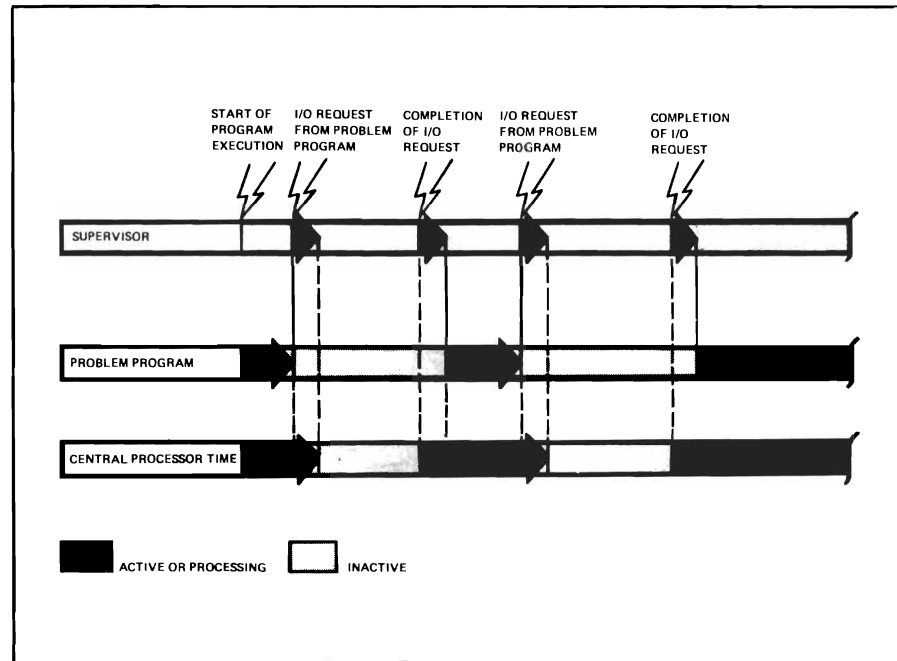 START OF
PROGRAM
EXECUTION
I/O REQUEST
FROM PROBLEM
PROGRAM
COMPLETION
OF I/O
REQUEST
I/O REQUEST
FROM PROBLEM
PROGRAM
COMPLETION
OF I/O
REQUEST
SUPERVISOR
PROBLEM PROGRAM
CENTRAL PROCESSOR TIME
ACTIVE OR PROCESSING
INACTIVE